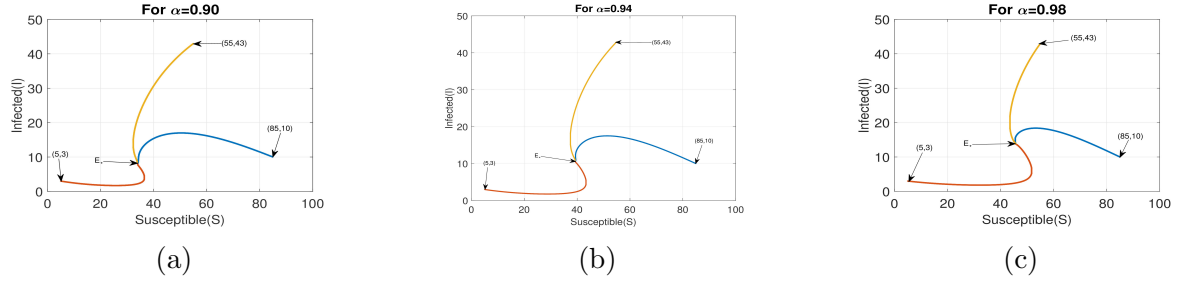 For α=0.90
50
40
30
20
10
0
Infected(I)
(55,43)
(85,10)
(5,3)
E*
0 20 40 60 80 100
Susceptible(S)
(a)
For α=0.94
50
40
30
20
10
0
Infected(I)
(55,43)
(85,10)
(5,3)
E*
0 20 40 60 80 100
Susceptible(S)
(b)
For α=0.98
50
40
30
20
10
0
Infected(I)
(55,43)
(85,10)
(5,3)
E*
0 20 40 60 80 100
Susceptible(S)
(c)